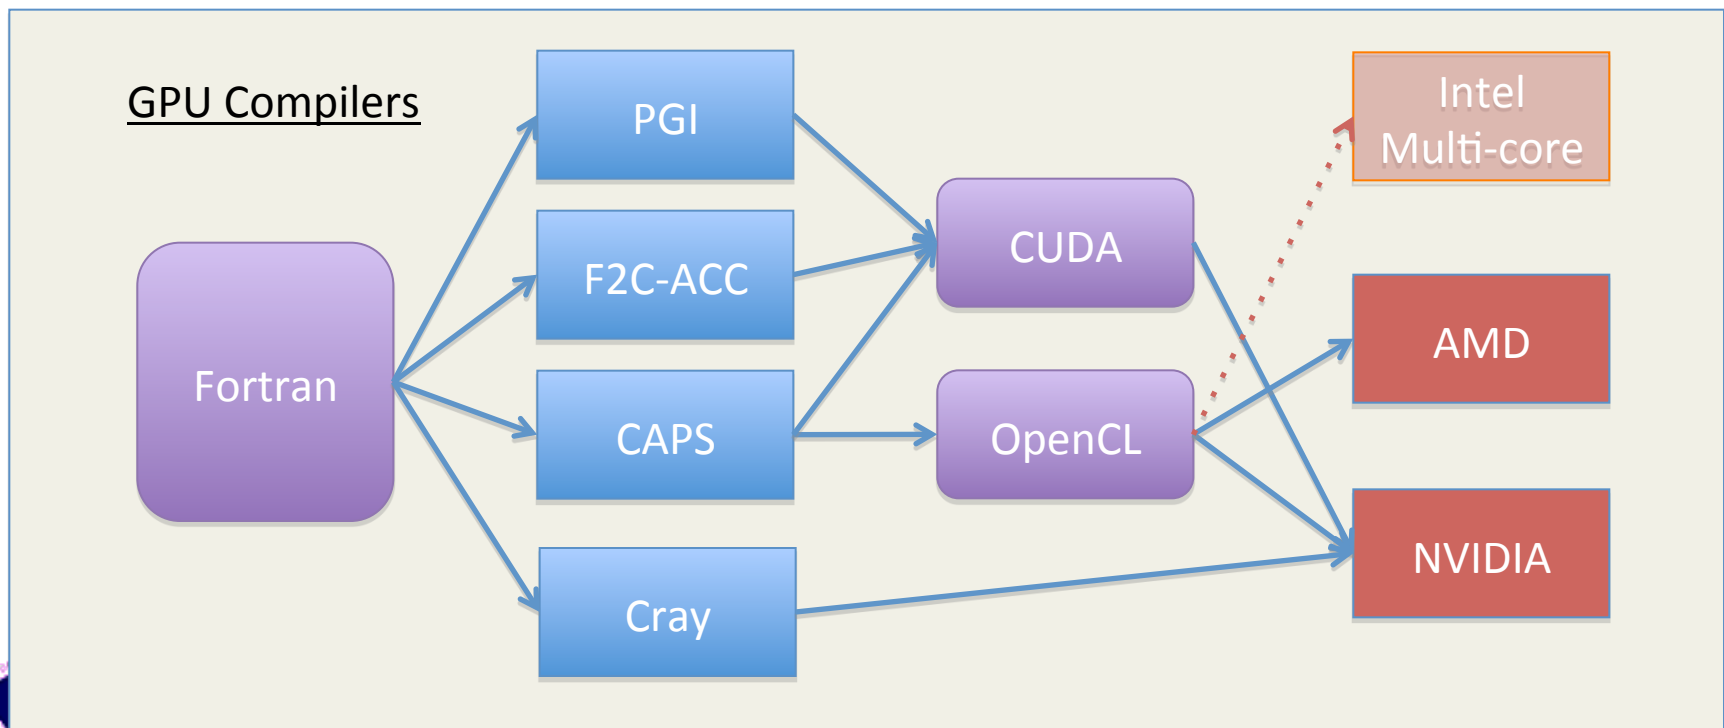 GPU Compilers
PGI
F2C-ACC
CAPS
Cray
Fortran
CUDA
OpenCL
Intel
Multi-core
AMD
NVIDIA